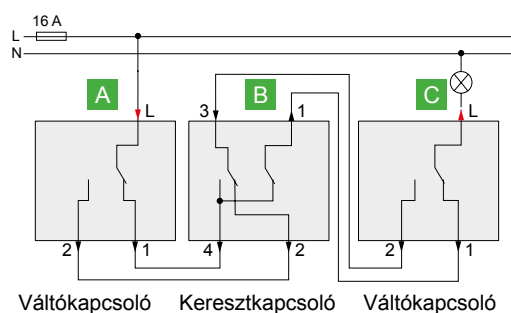 16 A
L
N
A
B
C
L
3
1
L
2
1
4
2
2
1
Váltókapcsoló
Keresztkapcsoló
Váltókapcsoló